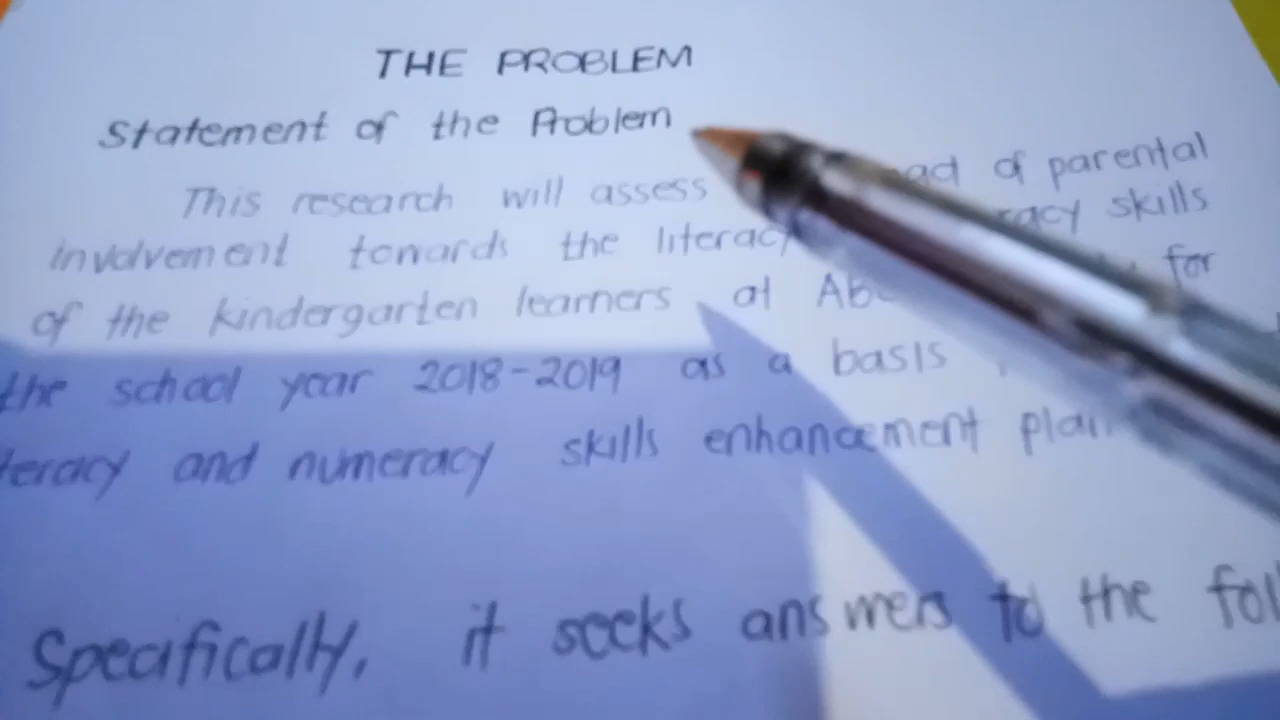 THE PROBLEM
Statement of the Problem
This research will assess of parental
involvement towards the literacy skills
of the kindergarten learners at for
the school year 2018-2019 as a basis
and numeracy skills enhancement plan
Specifically, it seeks answers to the